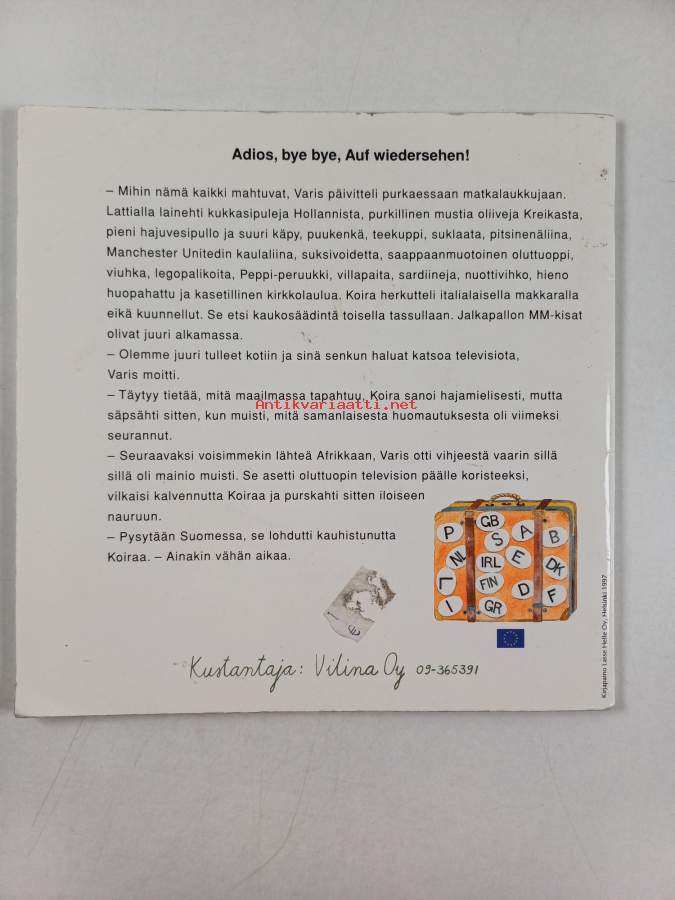 Adios, bye bye, Auf wiedersehen!
– Mihin nämä kaikki mahtuvat, Varis päivitteli purkaessaan matkalaukkujaan.
Lattialla lainehti kukkasipuleja Hollannista, purkillinen mustia oliiveja Kreikasta,
pieni hajuvesipullo ja suuri käpy, puukenkä, teekuppi, suklaata, pitsinenäliina,
Manchester Unitedin kaulaliina, suksivoidetta, saappaanmuotoinen oluttuoppi,
viuhka, legopalikoita, Peppi-peruukki, villapaita, sardiineja, nuottivihko, hieno
huopahattu ja kasetillinen kirkkolaulua. Koira herkutteli italialaisella makkaralla
eikä kuunnellut. Se etsi kaukosäädintä toisella tassullaan. Jalkapallon MM-kisat
olivat juuri alkamassa.
– Olemme juuri tulleet kotiin ja sinä senkun haluat katsoa televisiota,
Varis moitti.
– Täytyy tietää, mitä maailmassa tapahtuu, Koira sanoi hajamielisesti, mutta
Antikvariaatti.net
säpsähti sitten, kun muisti, mitä samanlaisesta huomautuksesta oli viimeksi
seurannut.
– Seuraavaksi voisimmekin lähteä Afrikkaan, Varis otti vihjeestä vaarin sillä
sillä oli mainio muisti. Se asetti oluttuopin television päälle koristeeksi,
vilkaisi kalvennutta Koiraa ja purskahti sitten iloiseen
nauruun.
– Pysytään Suomessa, se lohdutti kauhistunutta
Koiraa. – Ainakin vähän aikaa.
P GB S A B
NL IRL E DK
L FIN D F
I GR
Kustantaja: Vilina Oy 09-365391
Kirjapaino Lasse Helle Oy, Helsinki 1997